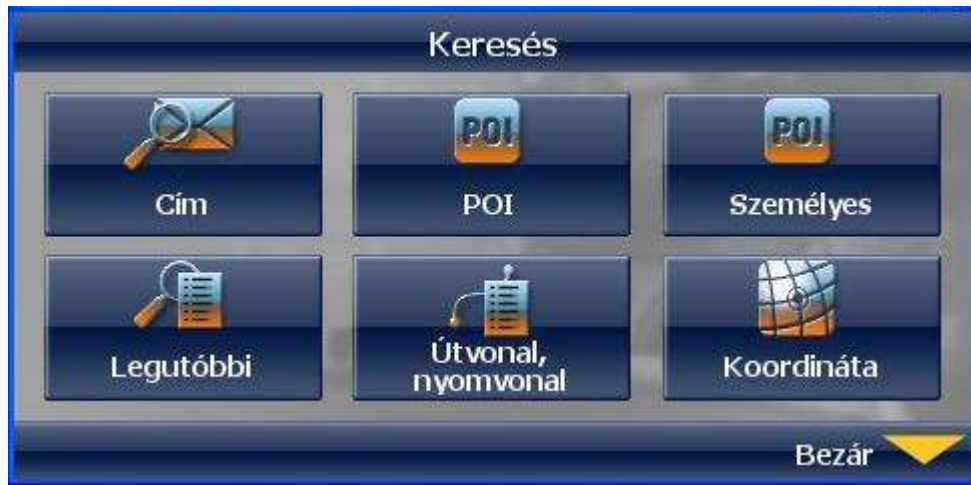 Keresés
POI
POI
Cím
POI
Személyes
Legutóbbi
Útvonal,
nyomvonal
Koordináta
Bezár